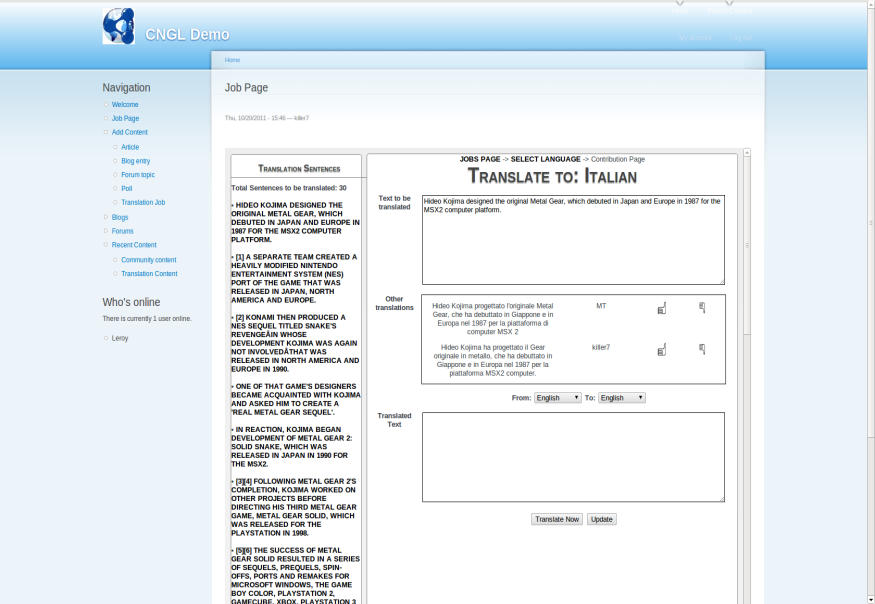 CNGL Demo
My account
Log out
Home
Navigation
Welcome
Job Page
Add Content
Article
Blog entry
Forum topic
Poll
Translation Job
Blogs
Forums
Recent Content
Community content
Translation Content
Who's online
There is currently 1 user online.
Leroy
Job Page
Thu, 10/20/2011 - 15:46 — killer7
TRANSLATION SENTENCES
Total Sentences to be translated: 30
• HIDEO KOJIMA DESIGNED THE
ORIGINAL METAL GEAR, WHICH
DEBUTED IN JAPAN AND EUROPE IN
1987 FOR THE MSX2 COMPUTER
PLATFORM.
• [1] A SEPARATE TEAM CREATED A
HEAVILY MODIFIED NINTENDO
ENTERTAINMENT SYSTEM (NES)
PORT OF THE GAME THAT WAS
RELEASED IN JAPAN, NORTH
AMERICA AND EUROPE.
• [2] KONAMI THEN PRODUCED A
NES SEQUEL TITLED SNAKE'S
REVENGEÂIN WHOSE
DEVELOPMENT KOJIMA WAS AGAIN
NOT INVOLVEDÂTHAT WAS
RELEASED IN NORTH AMERICA AND
EUROPE IN 1990.
• ONE OF THAT GAME'S DESIGNERS
BECAME ACQUAINTED WITH KOJIMA
AND ASKED HIM TO CREATE A
'REAL METAL GEAR SEQUEL'.
• IN REACTION, KOJIMA BEGAN
DEVELOPMENT OF METAL GEAR 2:
SOLID SNAKE, WHICH WAS
RELEASED IN JAPAN IN 1990 FOR
THE MSX2.
• [3][4] FOLLOWING METAL GEAR 2'S
COMPLETION, KOJIMA WORKED ON
OTHER PROJECTS BEFORE
DIRECTING HIS THIRD METAL GEAR
GAME, METAL GEAR SOLID, WHICH
WAS RELEASED FOR THE
PLAYSTATION IN 1998.
• [5][6] THE SUCCESS OF METAL
GEAR SOLID RESULTED IN A SERIES
OF SEQUELS, PREQUELS, SPIN-
OFFS, PORTS AND REMAKES FOR
MICROSOFT WINDOWS, THE GAME
BOY COLOR, PLAYSTATION 2,
GAMECUBE, XBOX, PLAYSTATION 3
JOBS PAGE -> SELECT LANGUAGE -> Contribution Page
TRANSLATE TO: ITALIAN
Text to be
translated
Hideo Kojima designed the original Metal Gear, which debuted in Japan and Europe in 1987 for the
MSX2 computer platform.
Other
translations
Hideo Kojima progettato l'originale Metal
Gear, che ha debuttato in Giappone e in
Europa nel 1987 per la piattaforma di
computer MSX 2
MT
Hideo Kojima ha progettato il Gear
originale in metallo, che ha debuttato in
Giappone e in Europa nel 1987 per la
piattaforma MSX2 computer.
killer7
From: English To: English
Translated
Text
Translate Now Update